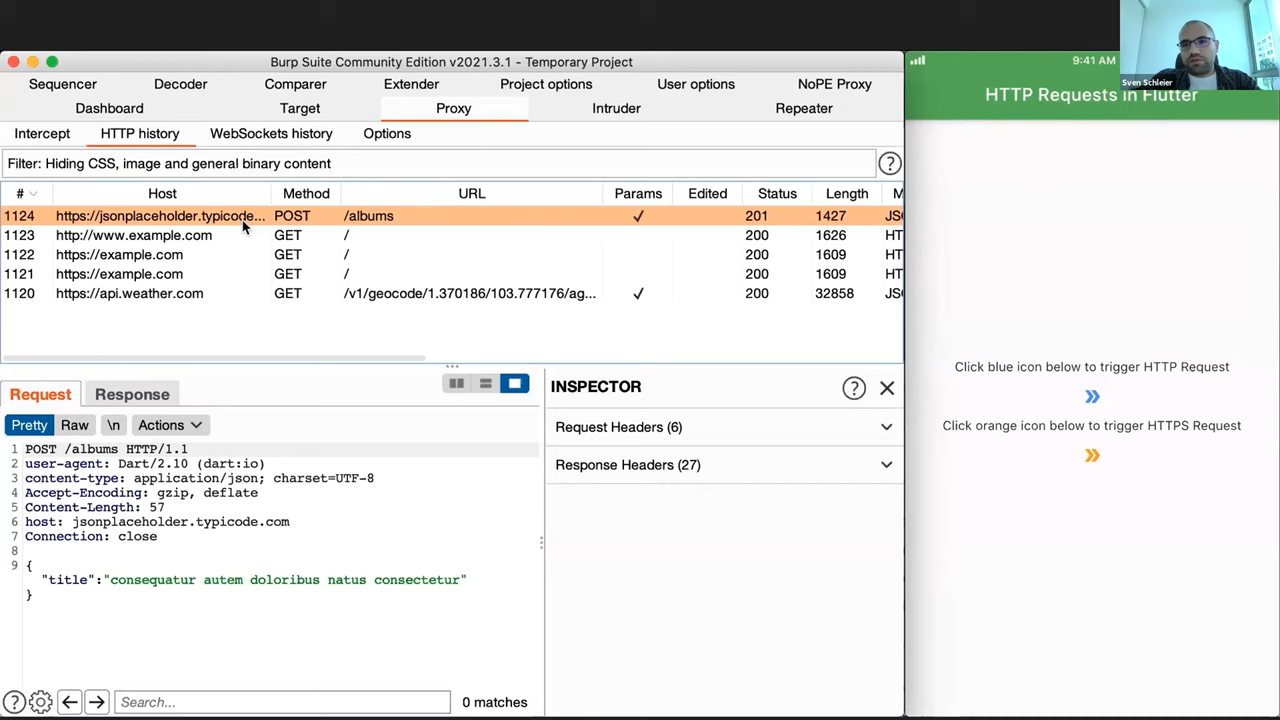 Burp Suite Community Edition v2021.3.1 - Temporary Project
Sequencer Decoder Comparer Extender Project options User options NoPE Proxy
Dashboard Target Proxy Intruder Repeater
Intercept HTTP history WebSockets history Options
Filter: Hiding CSS, image and general binary content ?
# Host Method URL Params Edited Status Length M
1124 https://jsonplaceholder.typicode... POST /albums ✓ 201 1427 JS
1123 http://www.example.com GET / 200 1626 HT
1122 https://example.com GET / 200 1609 HT
1121 https://example.com GET / 200 1609 HT
1120 https://api.weather.com GET /v1/geocode/1.370186/103.777176/ag... ✓ 200 32858 JS
Request Response
Pretty Raw \n Actions
1 POST /albums HTTP/1.1
2 user-agent: Dart/2.10 (dart:io)
3 content-type: application/json; charset=UTF-8
4 Accept-Encoding: gzip, deflate
5 Content-Length: 57
6 host: jsonplaceholder.typicode.com
7 Connection: close
8
9 {
"title":"consequatur autem doloribus natus consectetur"
}
? Search... 0 matches
INSPECTOR ?
Request Headers (6)
Response Headers (27)
9:41 AM
Sven Schleier
HTTP Requests in Flutter
Click blue icon below to trigger HTTP Request
Click orange icon below to trigger HTTPS Request